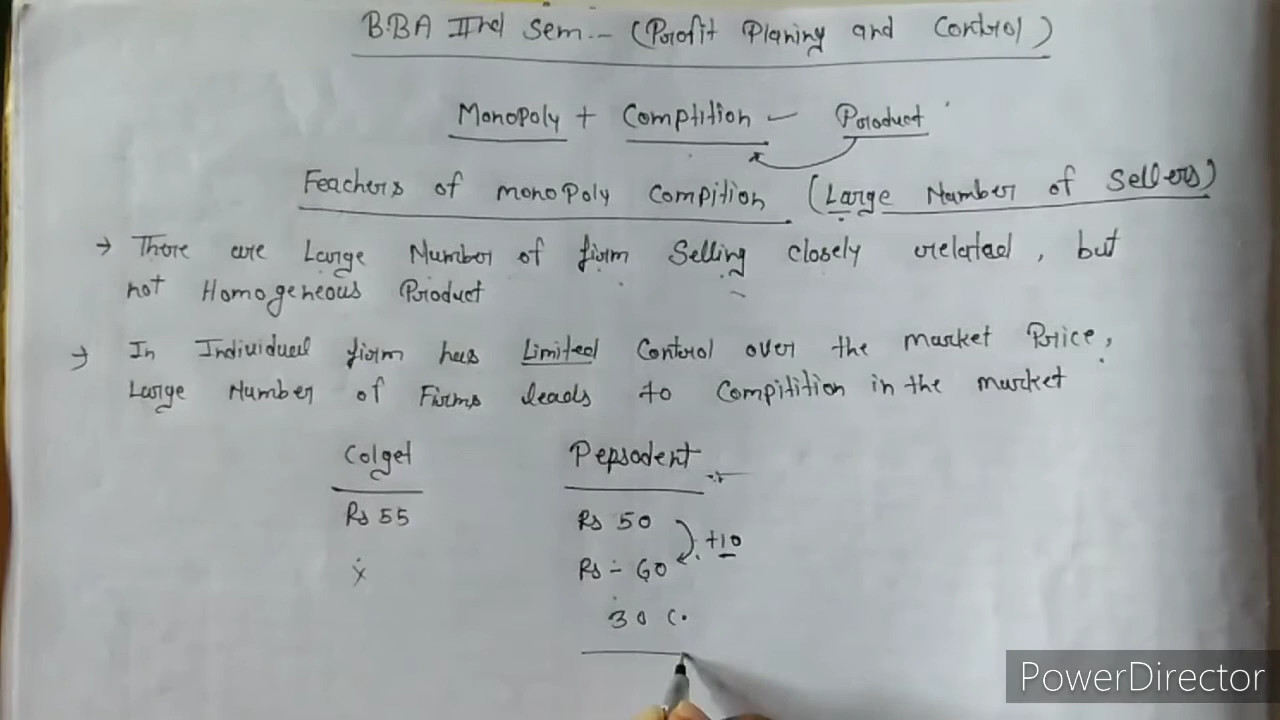 B.BA IInd Sem.- (Profit Planing and Control)
Monopoly + Comptition - Product
Feachers of monopoly compition (Large Number of Sellers)
→ There are Large Number of firm Selling closely related, but
not Homogeneous Product
→ In Individual firm has Limited Control over the market Price,
Large Number of Firms leads to Compitition in the market
Colget Pepsodent
Rs 55 Rs 50
+10
x Rs - 60
30
PowerDirector